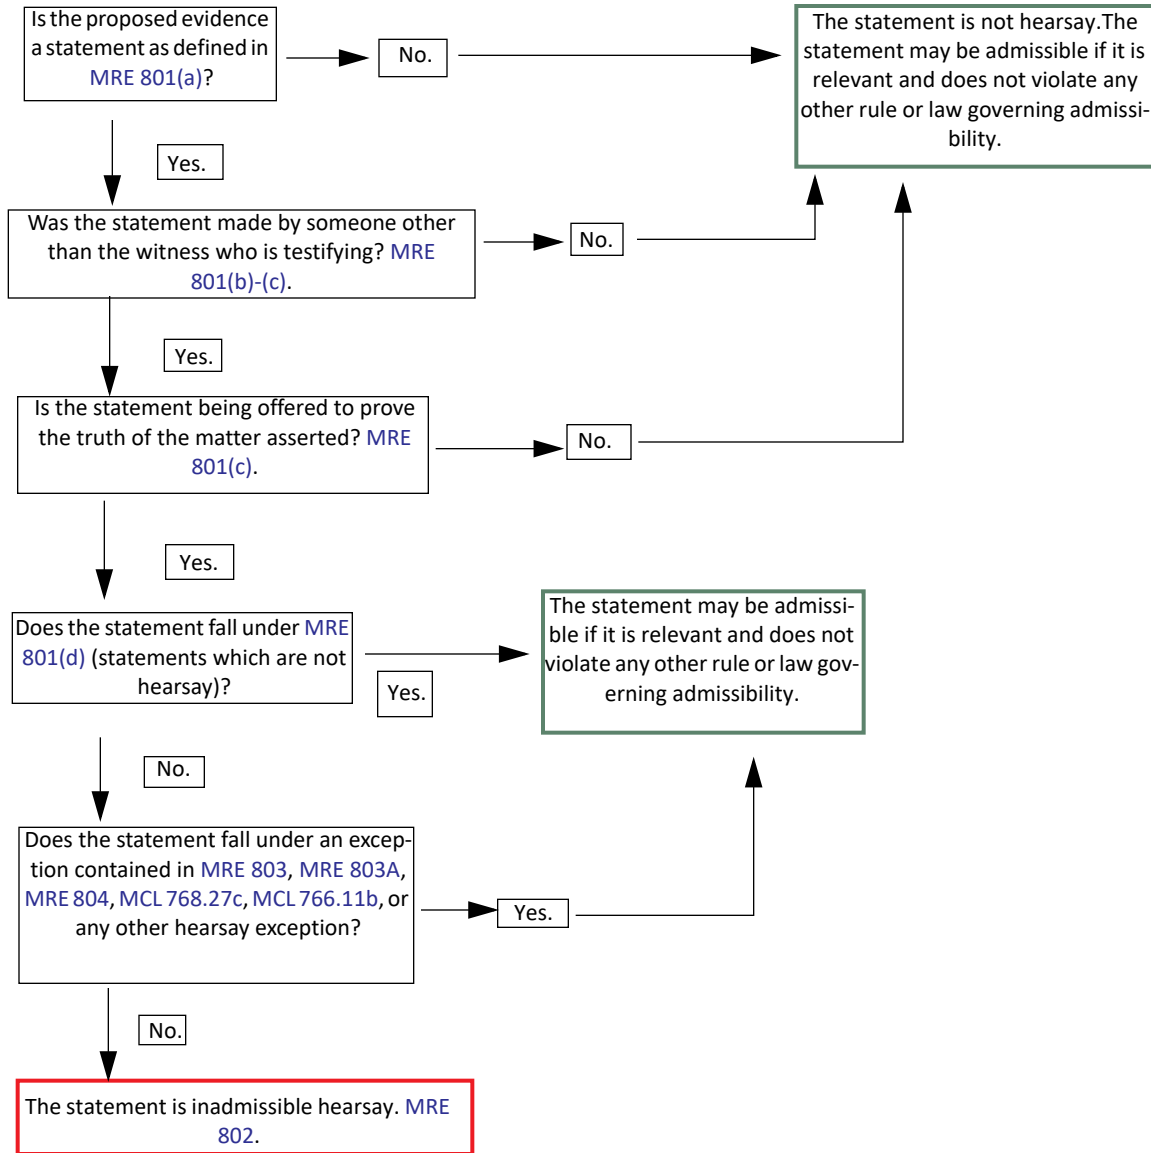 Is the proposed evidence
a statement as defined in
MRE 801(a)?
No.
The statement is not hearsay.The
statement may be admissible if it is
relevant and does not violate any
other rule or law governing admissi-
bility.
Yes.
Was the statement made by someone other
than the witness who is testifying? MRE
801(b)-(c).
No.
Yes.
Is the statement being offered to prove
the truth of the matter asserted? MRE
801(c).
No.
Yes.
Does the statement fall under MRE
801(d) (statements which are not
hearsay)?
Yes.
The statement may be admissi-
ble if it is relevant and does not
violate any other rule or law gov-
erning admissibility.
No.
Does the statement fall under an excep-
tion contained in MRE 803, MRE 803A,
MRE 804, MCL 768.27c, MCL 766.11b, or
any other hearsay exception?
Yes.
No.
The statement is inadmissible hearsay. MRE
802.